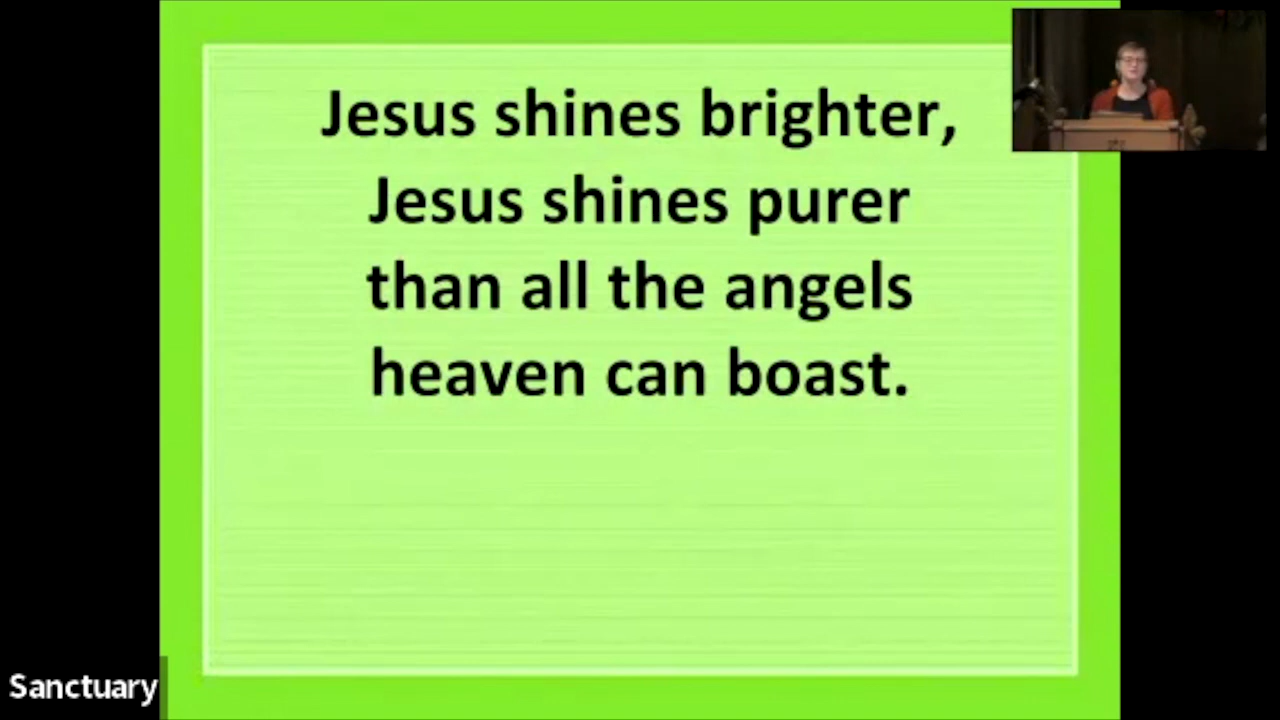 Jesus shines brighter,
Jesus shines purer
than all the angels
heaven can boast.
Sanctuary